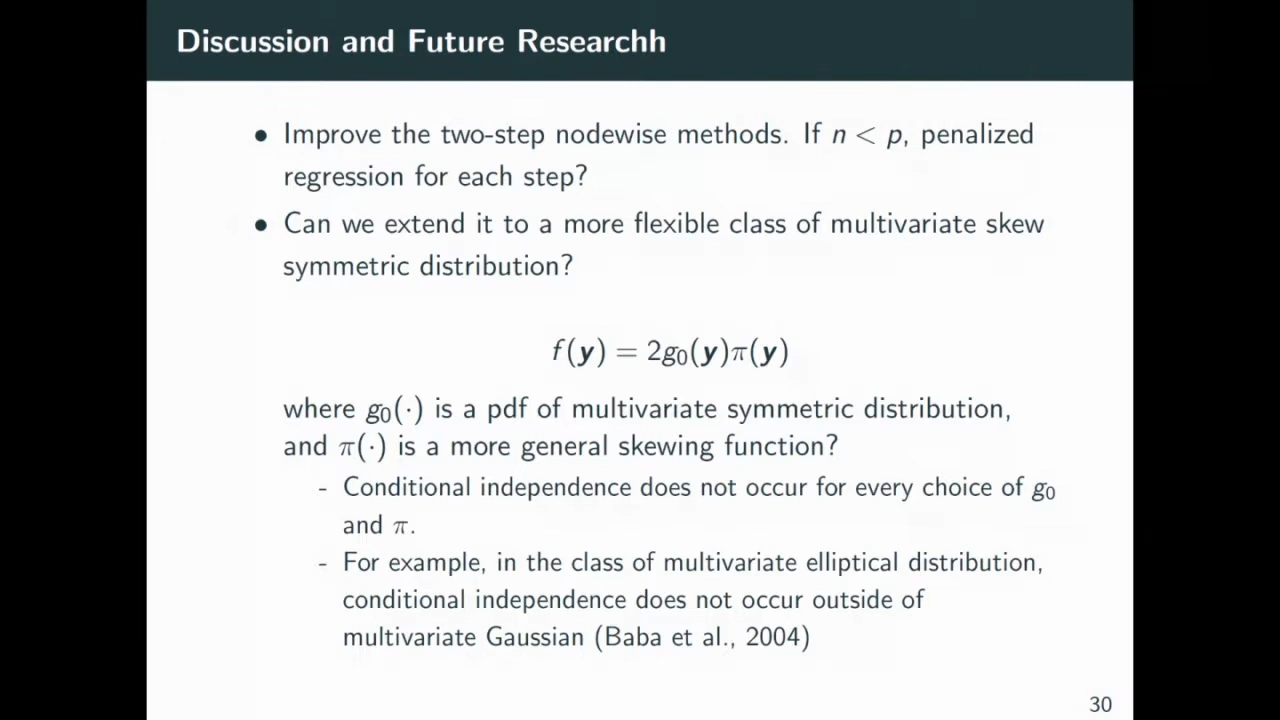 Discussion and Future Researchh
• Improve the two-step nodewise methods. If n < p, penalized
regression for each step?
• Can we extend it to a more flexible class of multivariate skew
symmetric distribution?
f(y) = 2g₀(y)π(y)
where g₀(·) is a pdf of multivariate symmetric distribution,
and π(·) is a more general skewing function?
- Conditional independence does not occur for every choice of g₀
and π.
- For example, in the class of multivariate elliptical distribution,
conditional independence does not occur outside of
multivariate Gaussian (Baba et al., 2004)
30